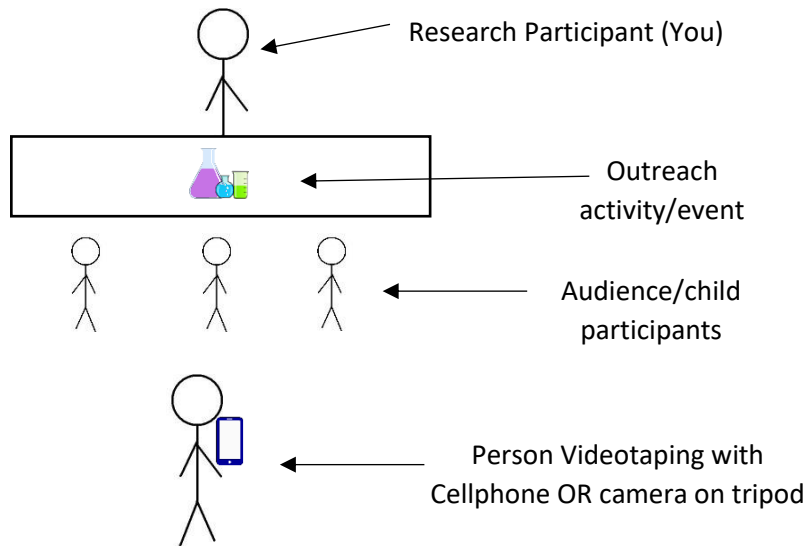 Research Participant (You)
Outreach
activity/event
Audience/child
participants
Person Videotaping with
Cellphone OR camera on tripod